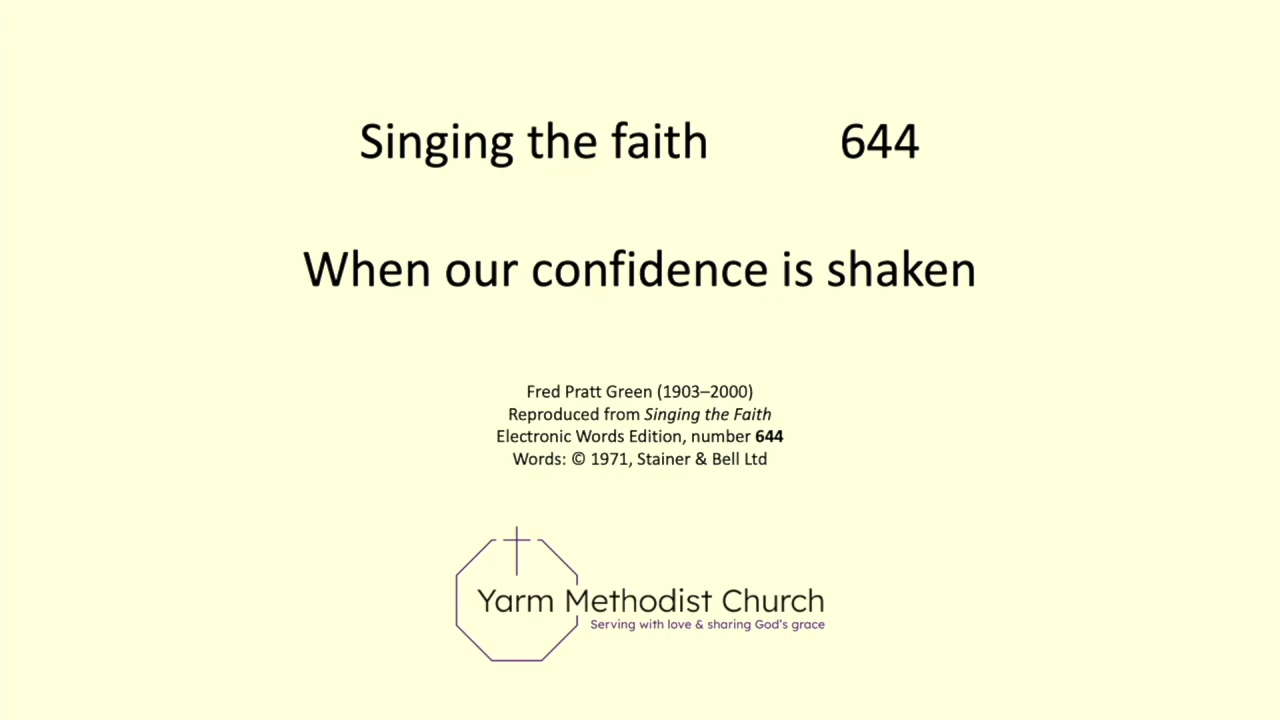 Singing the faith 644
When our confidence is shaken
Fred Pratt Green (1903–2000)
Reproduced from Singing the Faith
Electronic Words Edition, number 644
Words: © 1971, Stainer & Bell Ltd
Yarm Methodist Church
Serving with love & sharing God's grace